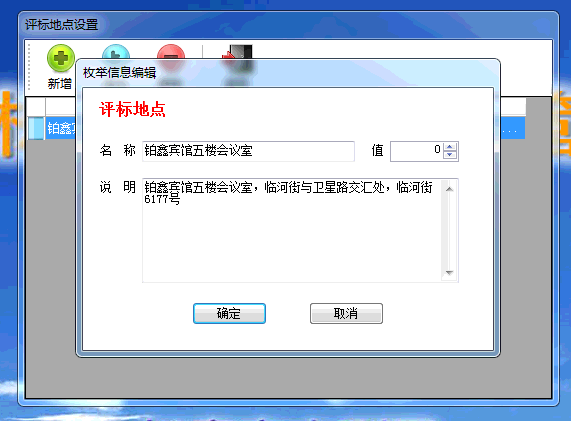 评标地点设置
新增
枚举信息编辑
评标地点
名 称 铂鑫宾馆五楼会议室 值 0
说 明 铂鑫宾馆五楼会议室，临河街与卫星路交汇处，临河街
6177号
铂鑫宾
...
确定 取消